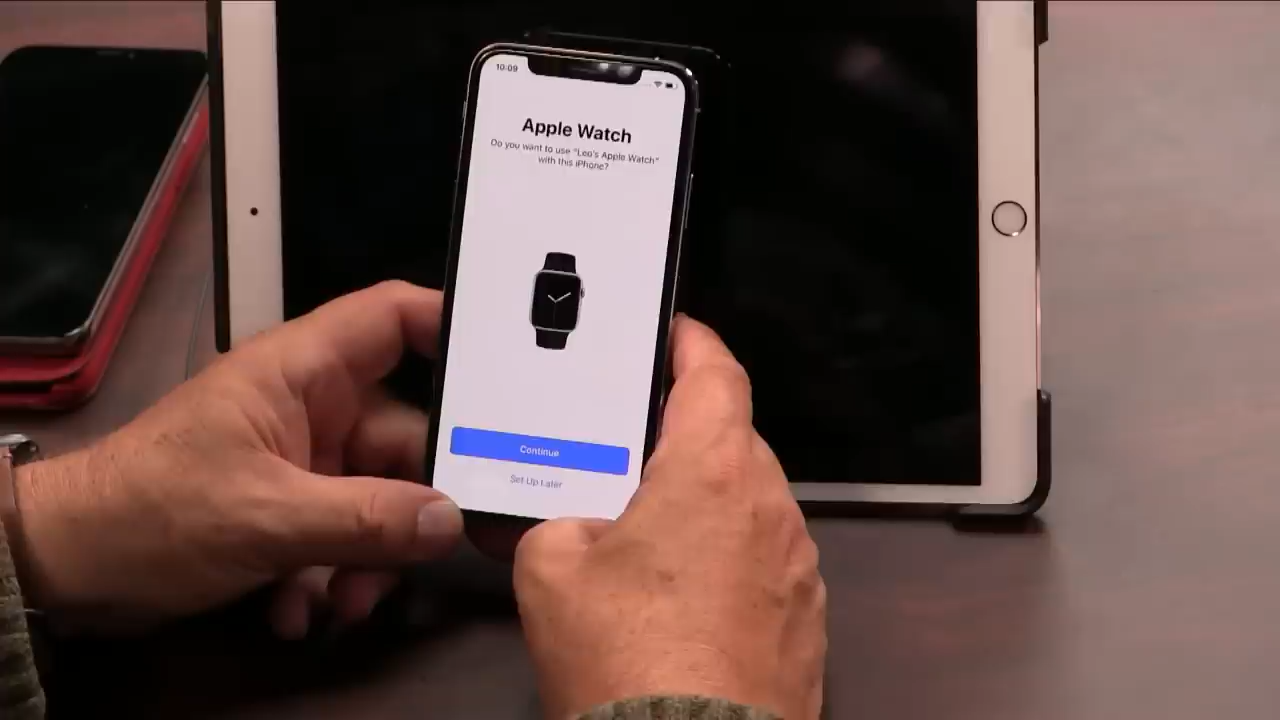 10:09
Apple Watch
Do you want to use "Leo's Apple Watch"
with this iPhone?
Continue
Set Up Later